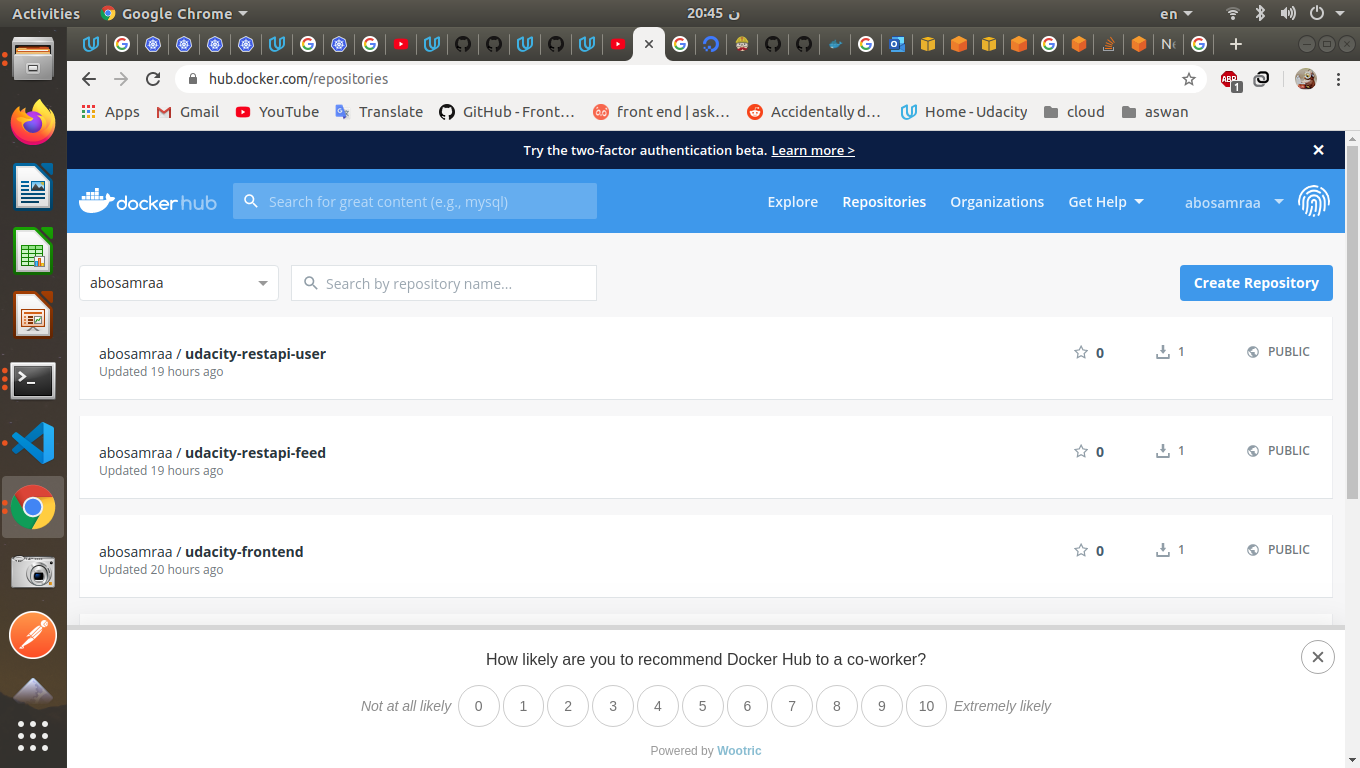 Activities Google Chrome 20:45 ن en
N
hub.docker.com/repositories ABP 1
Apps Gmail YouTube Translate GitHub - Front… front end | ask… Accidentally d… Home - Udacity cloud aswan
Try the two-factor authentication beta. Learn more >
docker hub Search for great content (e.g., mysql) Explore Repositories Organizations Get Help abosamraa
abosamraa Search by repository name... Create Repository
abosamraa / udacity-restapi-user 0 1 PUBLIC
Updated 19 hours ago
abosamraa / udacity-restapi-feed 0 1 PUBLIC
Updated 19 hours ago
abosamraa / udacity-frontend 0 1 PUBLIC
Updated 20 hours ago
How likely are you to recommend Docker Hub to a co-worker?
Not at all likely 0 1 2 3 4 5 6 7 8 9 10 Extremely likely
Powered by Wootric